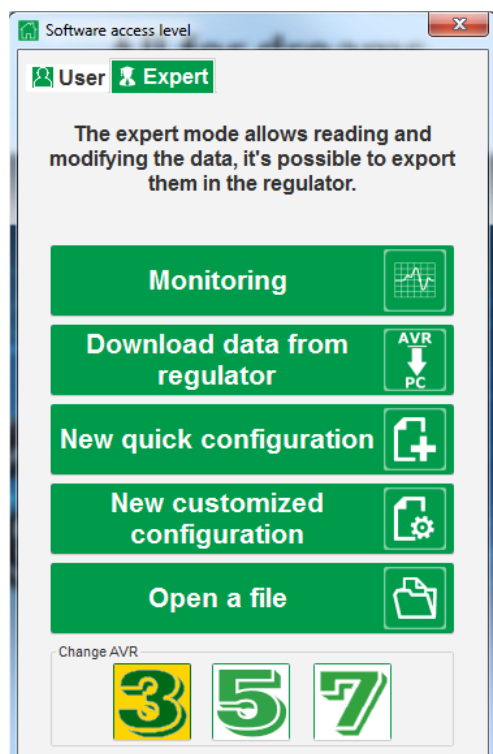 Software access level
User Expert
The expert mode allows reading and
modifying the data, it's possible to export
them in the regulator.
Monitoring
Download data from
regulator
AVR
PC
New quick configuration
New customized
configuration
Open a file
Change AVR
3 5 7